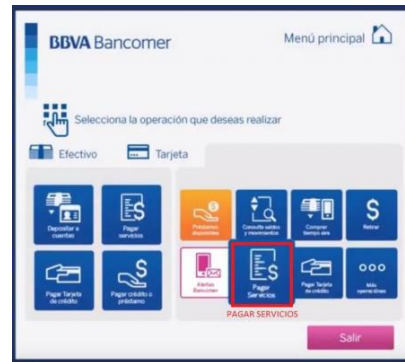 BBVA Bancomer
Menú principal
Selecciona la operación que deseas realizar
Efectivo
Tarjeta
Depositar a cuentas
Pagar servicios
Pagar Tarjeta de crédito
Pagar crédito o préstamo
Préstamos disponibles
Consulta saldos y movimientos
Comprar tiempo aire
Retirar
Alertas Bancomer
Pagar Servicios
Pagar Tarjeta de crédito
Más operaciones
PAGAR SERVICIOS
Salir